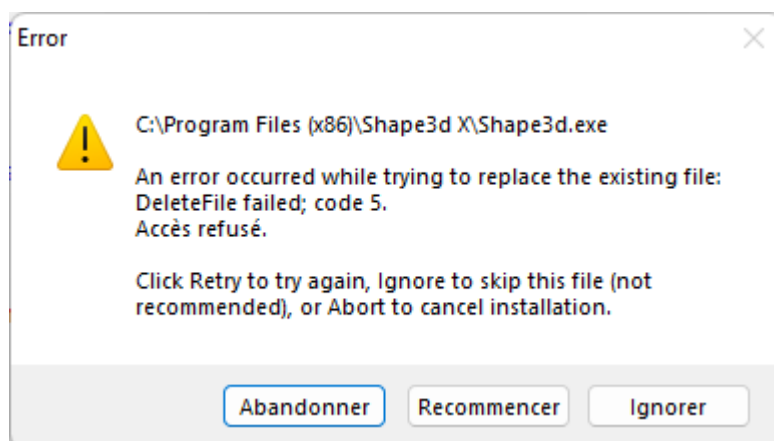 Error
C:\Program Files (x86)\Shape3d X\Shape3d.exe
An error occurred while trying to replace the existing file:
DeleteFile failed; code 5.
Accès refusé.
Click Retry to try again, Ignore to skip this file (not
recommended), or Abort to cancel installation.
Abandonner
Recommencer
Ignorer